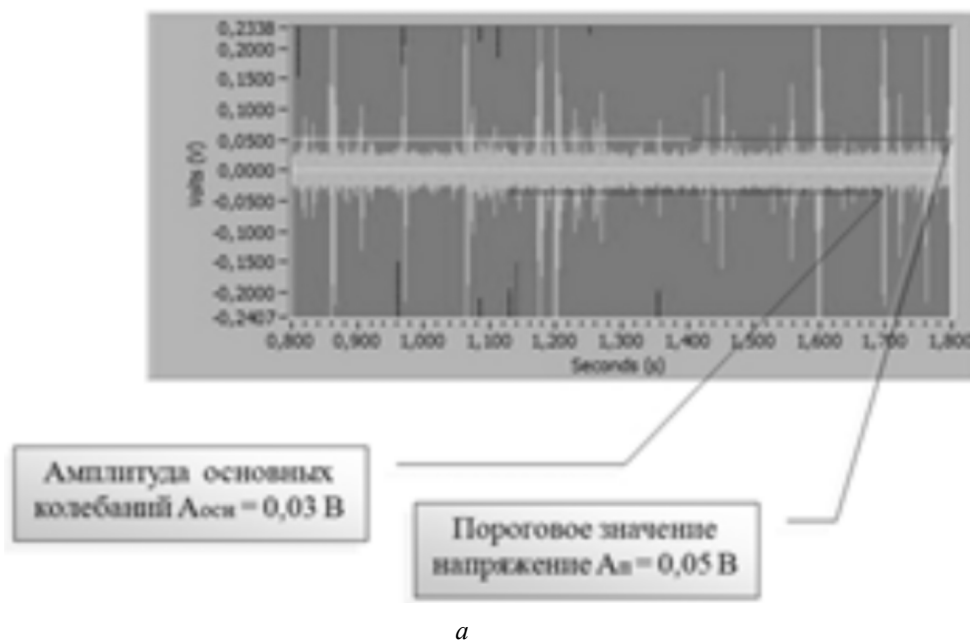 0,2338
0,2000
0,1500
0,1000
0,0500
0,0000
-0,0500
-0,1000
-0,1500
-0,2000
-0,2407
volts (V)
0,800 0,900 1,000 1,100 1,200 1,300 1,400 1,500 1,600 1,700 1,800
Seconds (s)
Амплитуда основных
колебаний Аосн = 0,03 В
Пороговое значение
напряжение Ап = 0,05 В
а